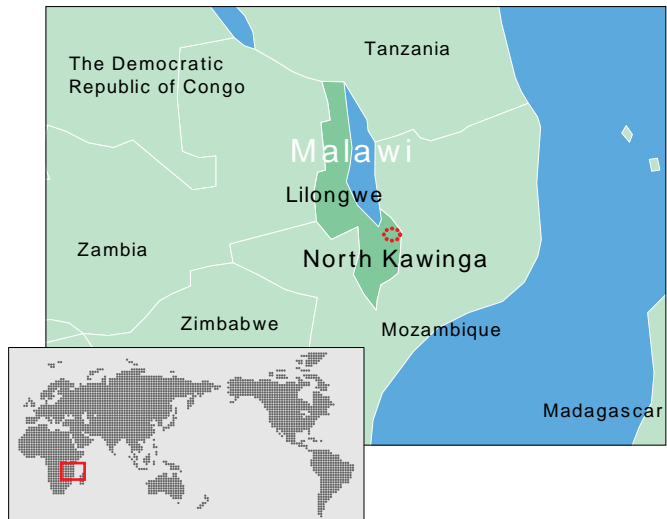 Tanzania
The Democratic
Republic of Congo
Malawi
Lilongwe
Zambia
North Kawinga
Zimbabwe
Mozambique
Madagascar